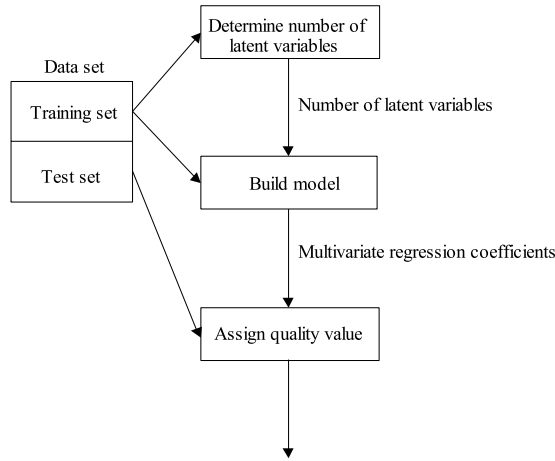 Determine number of
latent variables
Data set
Training set
Number of latent variables
Test set
Build model
Multivariate regression coefficients
Assign quality value